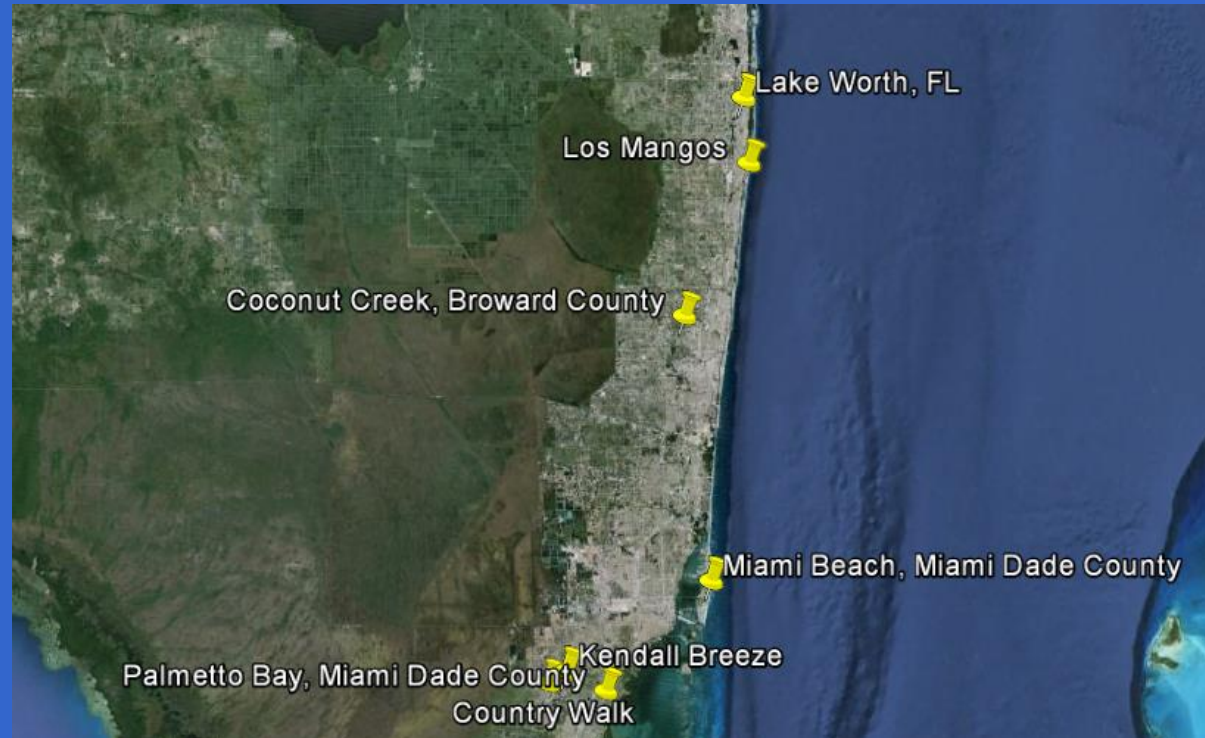 Lake Worth, FL
Los Mangos
Coconut Creek, Broward County
Miami Beach, Miami Dade County
Kendall Breeze
Palmetto Bay, Miami Dade County
Country Walk